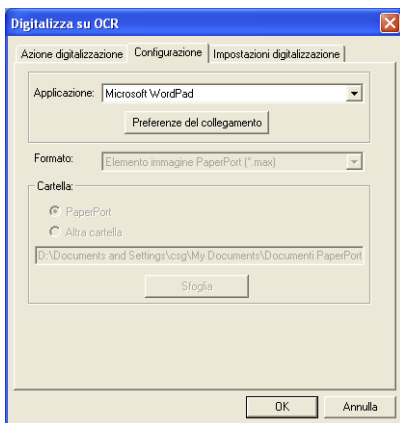 Digitalizza su OCR
Azione digitalizzazione Configurazione Impostazioni digitalizzazione
Applicazione: Microsoft WordPad
Preferenze del collegamento
Formato: Elemento immagine PaperPort (*.max)
Cartella:
PaperPort
Altra cartella
D:\Documents and Settings\csg\My Documents\Documenti PaperPort
Sfoglia
OK Annulla